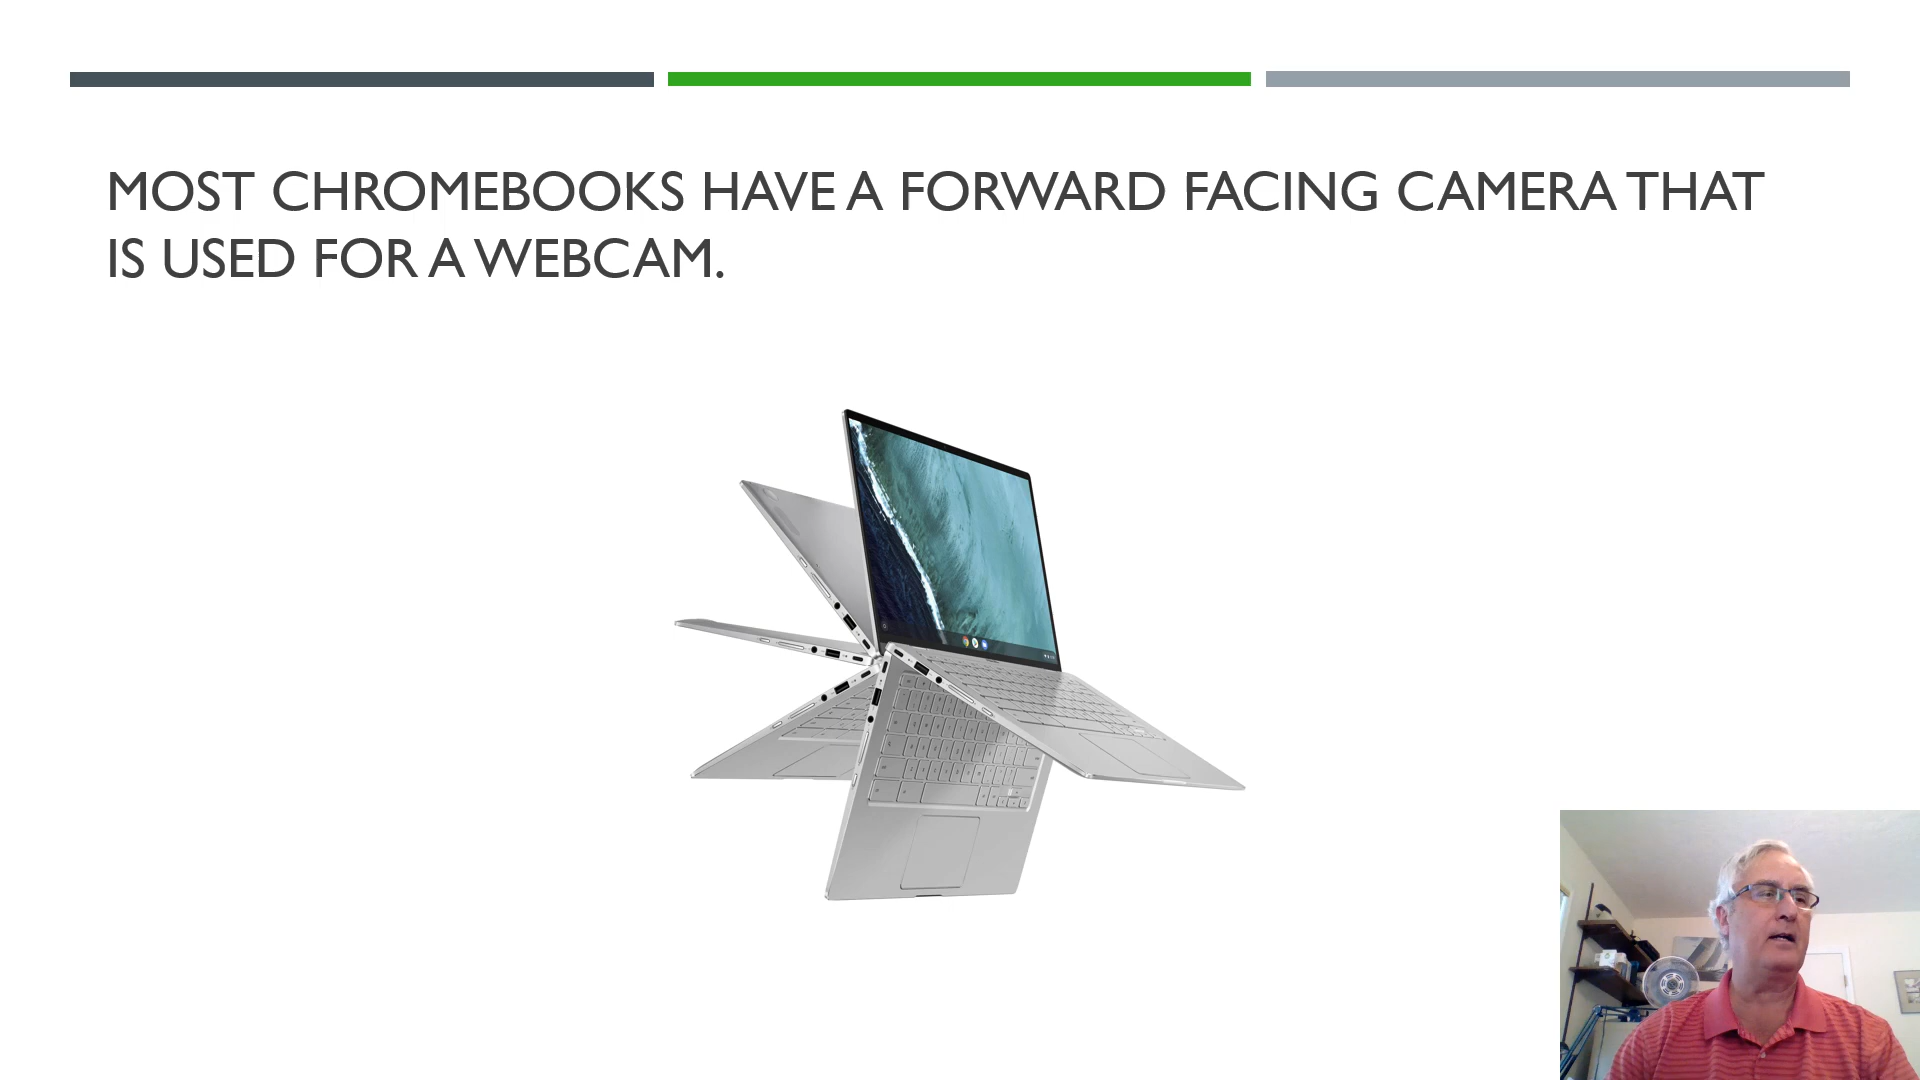 MOST CHROMEBOOKS HAVE A FORWARD FACING CAMERA THAT
IS USED FOR A WEBCAM.